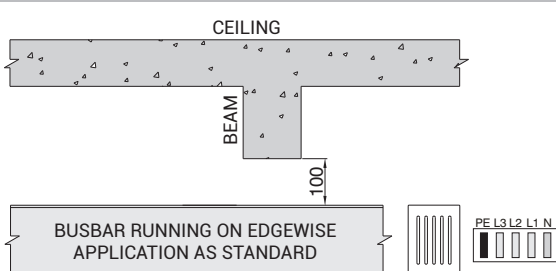 CEILING
BEAM
100
BUSBAR RUNNING ON EDGEWISE
APPLICATION AS STANDARD
PE L3 L2 L1 N